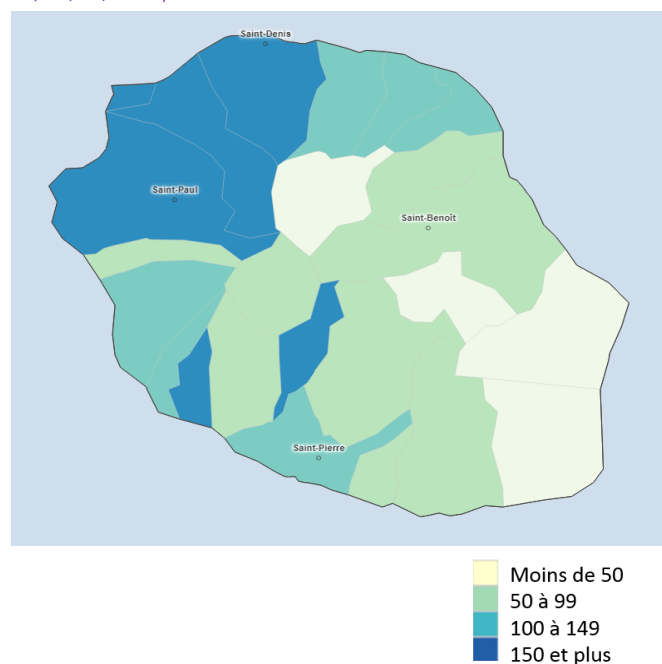 Saint-Denis
Saint-Paul
Saint-Benoît
Saint-Pierre
Moins de 50
50 à 99
100 à 149
150 et plus